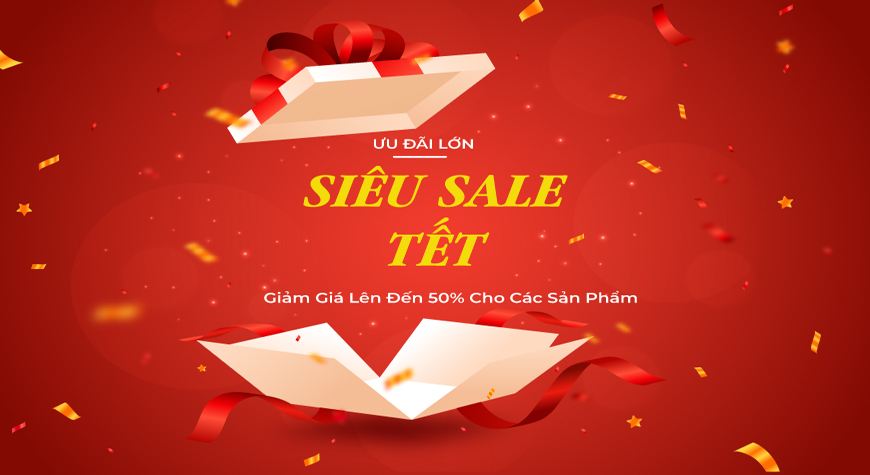 ƯU ĐÃI LỚN
SIÊU SALE
TẾT
Giảm Giá Lên Đến 50% Cho Các Sản Phẩm